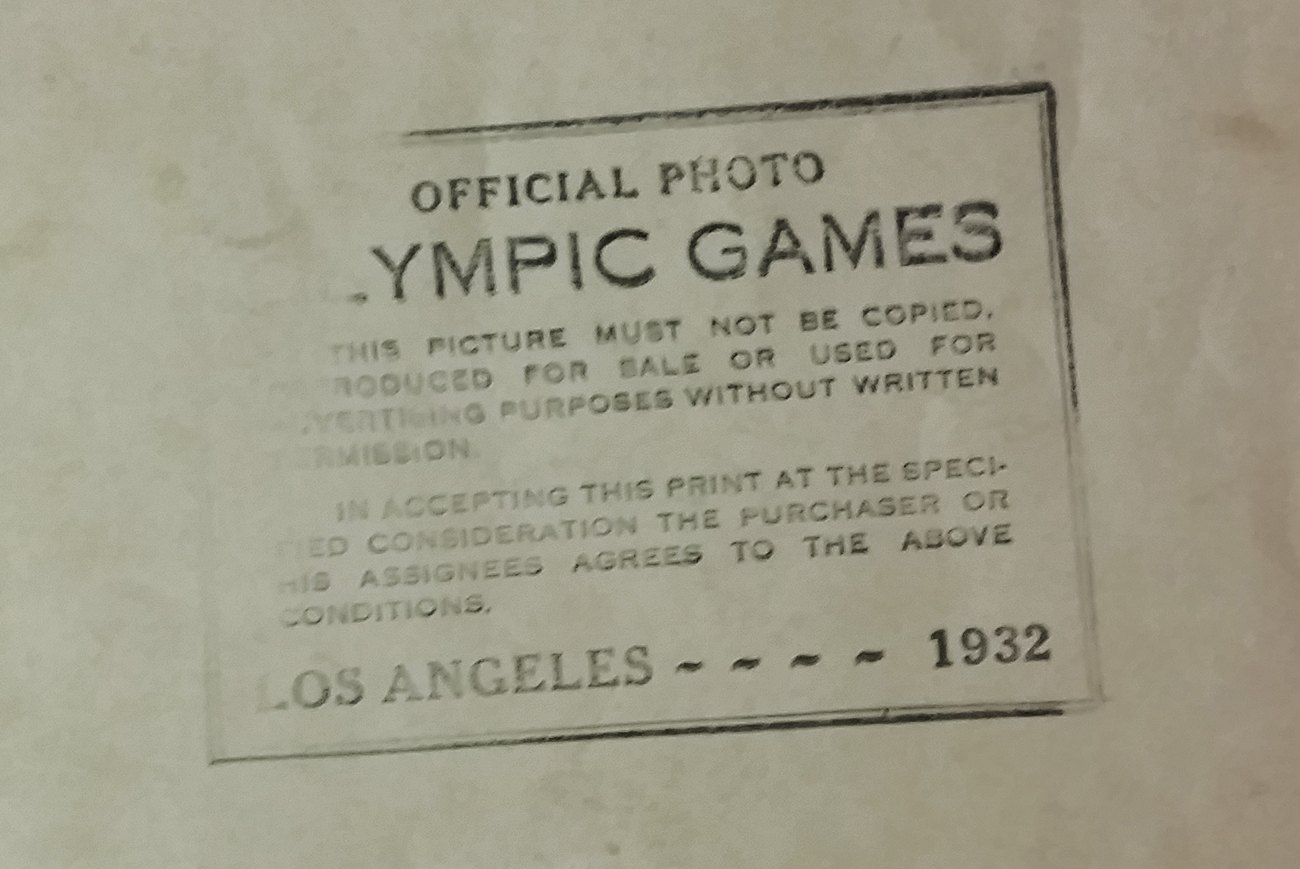 OFFICIAL PHOTO
YMPIC GAMES
THIS PICTURE MUST NOT BE COPIED,
RODUCED FOR SALE OR USED FOR
PURPOSES WITHOUT WRITTEN
RMISSION.
IN ACCEPTING THIS PRINT AT THE SPECI-
IED CONSIDERATION THE PURCHASER OR
HIS ASSIGNEES AGREES TO THE ABOVE
CONDITIONS.
LOS ANGELES - - - - 1932